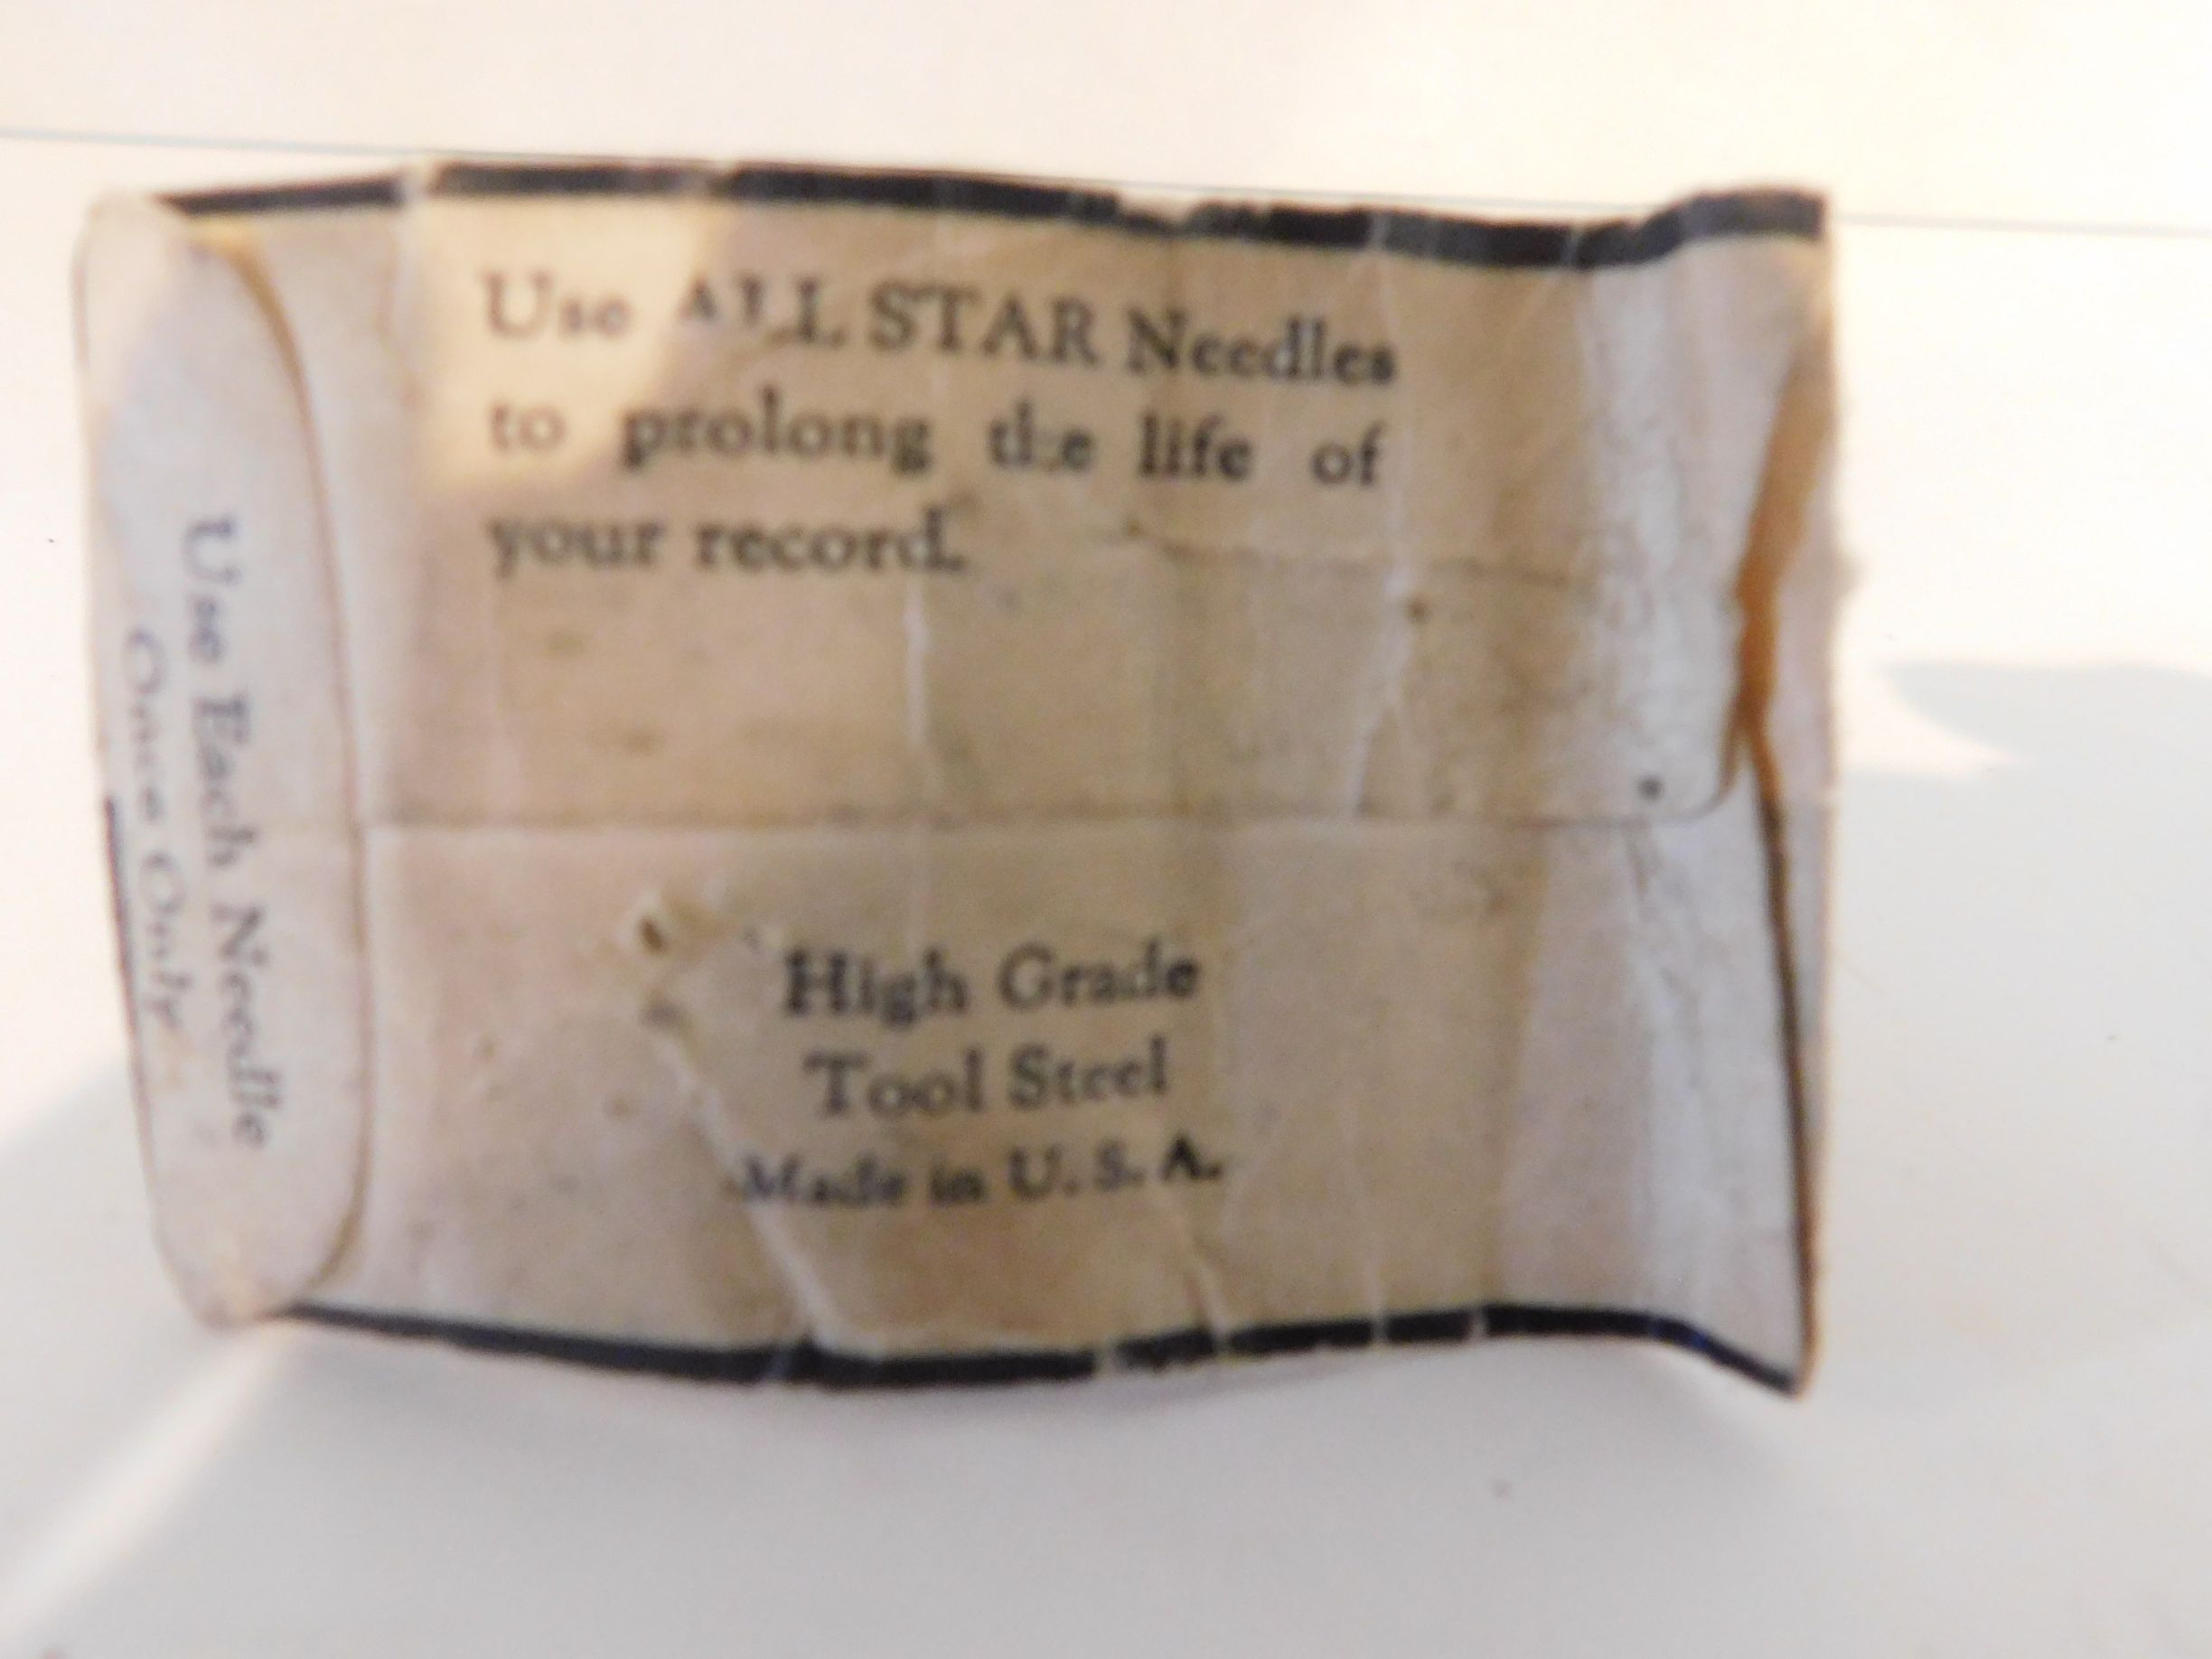 Use ALL STAR Needles
to prolong the life of
your record.
High Grade
Tool Steel
Made in U. S. A.
Use Each Needle
Once Only